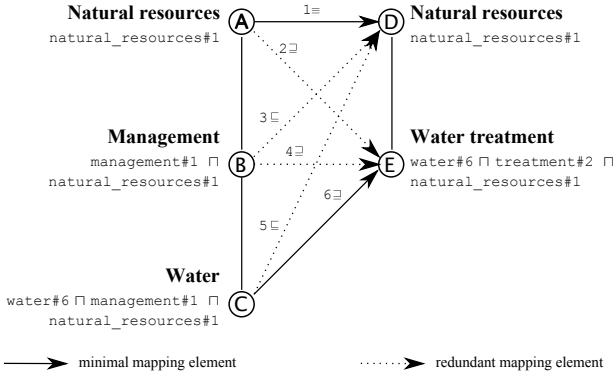 Natural resources
natural_resources#1
A
1≡
D
Natural resources
natural_resources#1
2⊒
3⊑
Management
management#1 ⊓
natural_resources#1
B
4⊒
E
Water treatment
water#6 ⊓ treatment#2 ⊓
natural_resources#1
6⊒
5⊑
Water
water#6 ⊓ management#1 ⊓
natural_resources#1
C
minimal mapping element
redundant mapping element